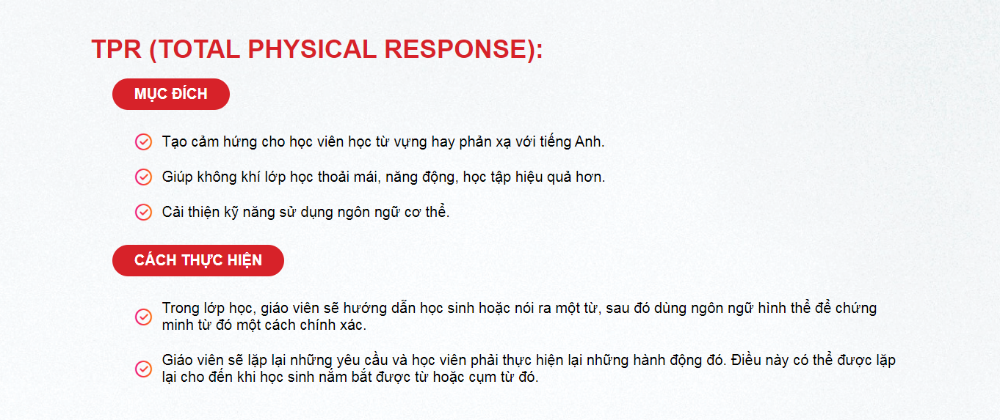 TPR (TOTAL PHYSICAL RESPONSE):
MỤC ĐÍCH
Tạo cảm hứng cho học viên học từ vựng hay phản xạ với tiếng Anh.
Giúp không khí lớp học thoải mái, năng động, học tập hiệu quả hơn.
Cải thiện kỹ năng sử dụng ngôn ngữ cơ thể.
CÁCH THỰC HIỆN
Trong lớp học, giáo viên sẽ hướng dẫn học sinh hoặc nói ra một từ, sau đó dùng ngôn ngữ hình thể để chứng
minh từ đó một cách chính xác.
Giáo viên sẽ lặp lại những yêu cầu và học viên phải thực hiện lại những hành động đó. Điều này có thể được lặp
lại cho đến khi học sinh nắm bắt được từ hoặc cụm từ đó.